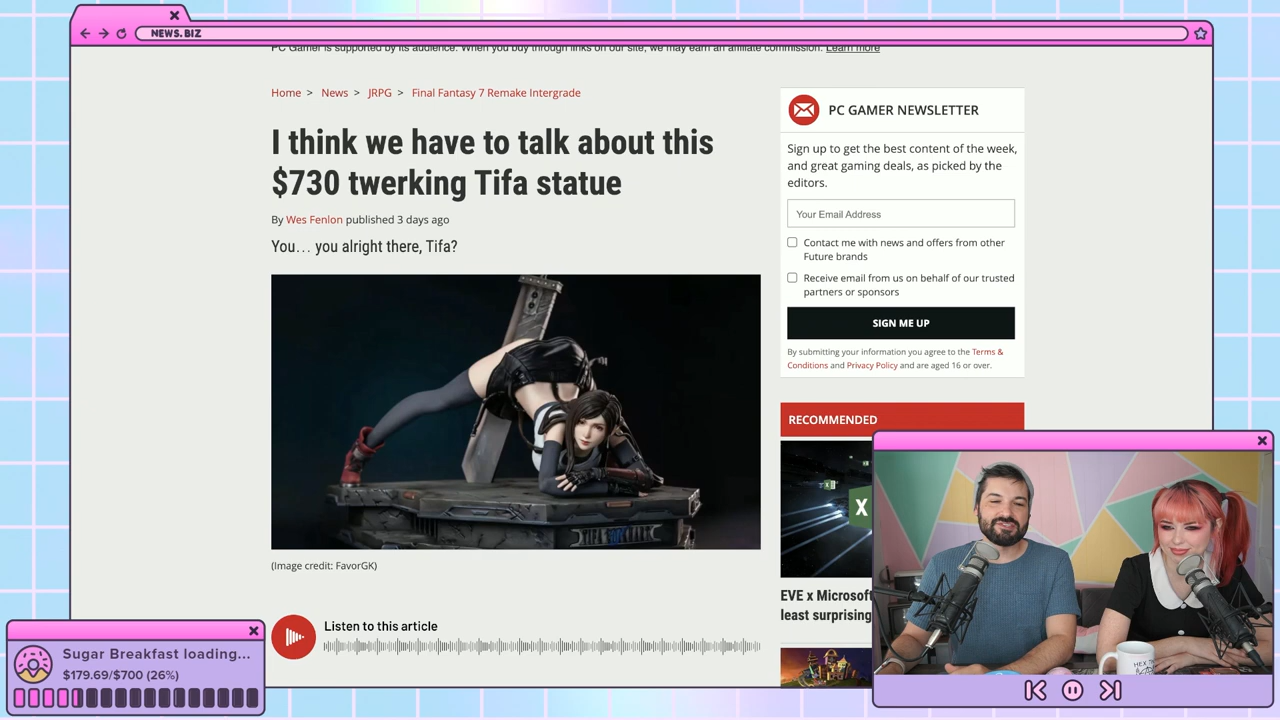 NEWS.BIZ
PC Gamer is supported by its audience. When you buy through links on our site, we may earn an affiliate commission. Learn more
Home > News > JRPG > Final Fantasy 7 Remake Intergrade
I think we have to talk about this
$730 twerking Tifa statue
By Wes Fenlon published 3 days ago
You... you alright there, Tifa?
(Image credit: FavorGK)
Listen to this article
PC GAMER NEWSLETTER
Sign up to get the best content of the week,
and great gaming deals, as picked by the
editors.
Your Email Address
Contact me with news and offers from other
Future brands
Receive email from us on behalf of our trusted
partners or sponsors
SIGN ME UP
By submitting your information you agree to the Terms &
Conditions and Privacy Policy and are aged 16 or over.
RECOMMENDED
X
EVE x Microsoft
least surprising
Sugar Breakfast loading...
$179.69/$700 (26%)